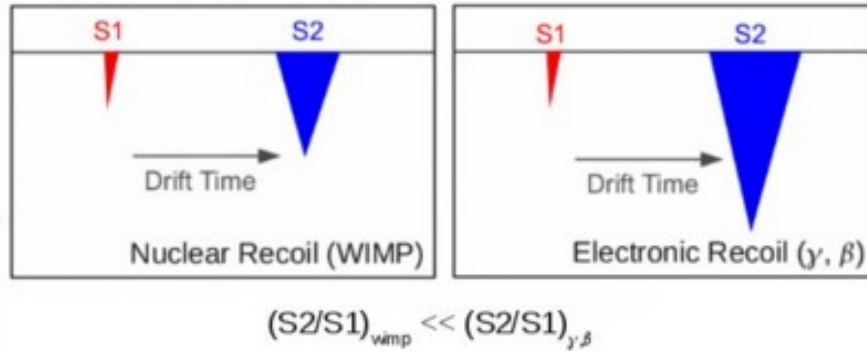 S1 S2
Drift Time
Nuclear Recoil (WIMP)
S1 S2
Drift Time
Electronic Recoil (γ, β)
(S2/S1)wimp << (S2/S1)γ,β